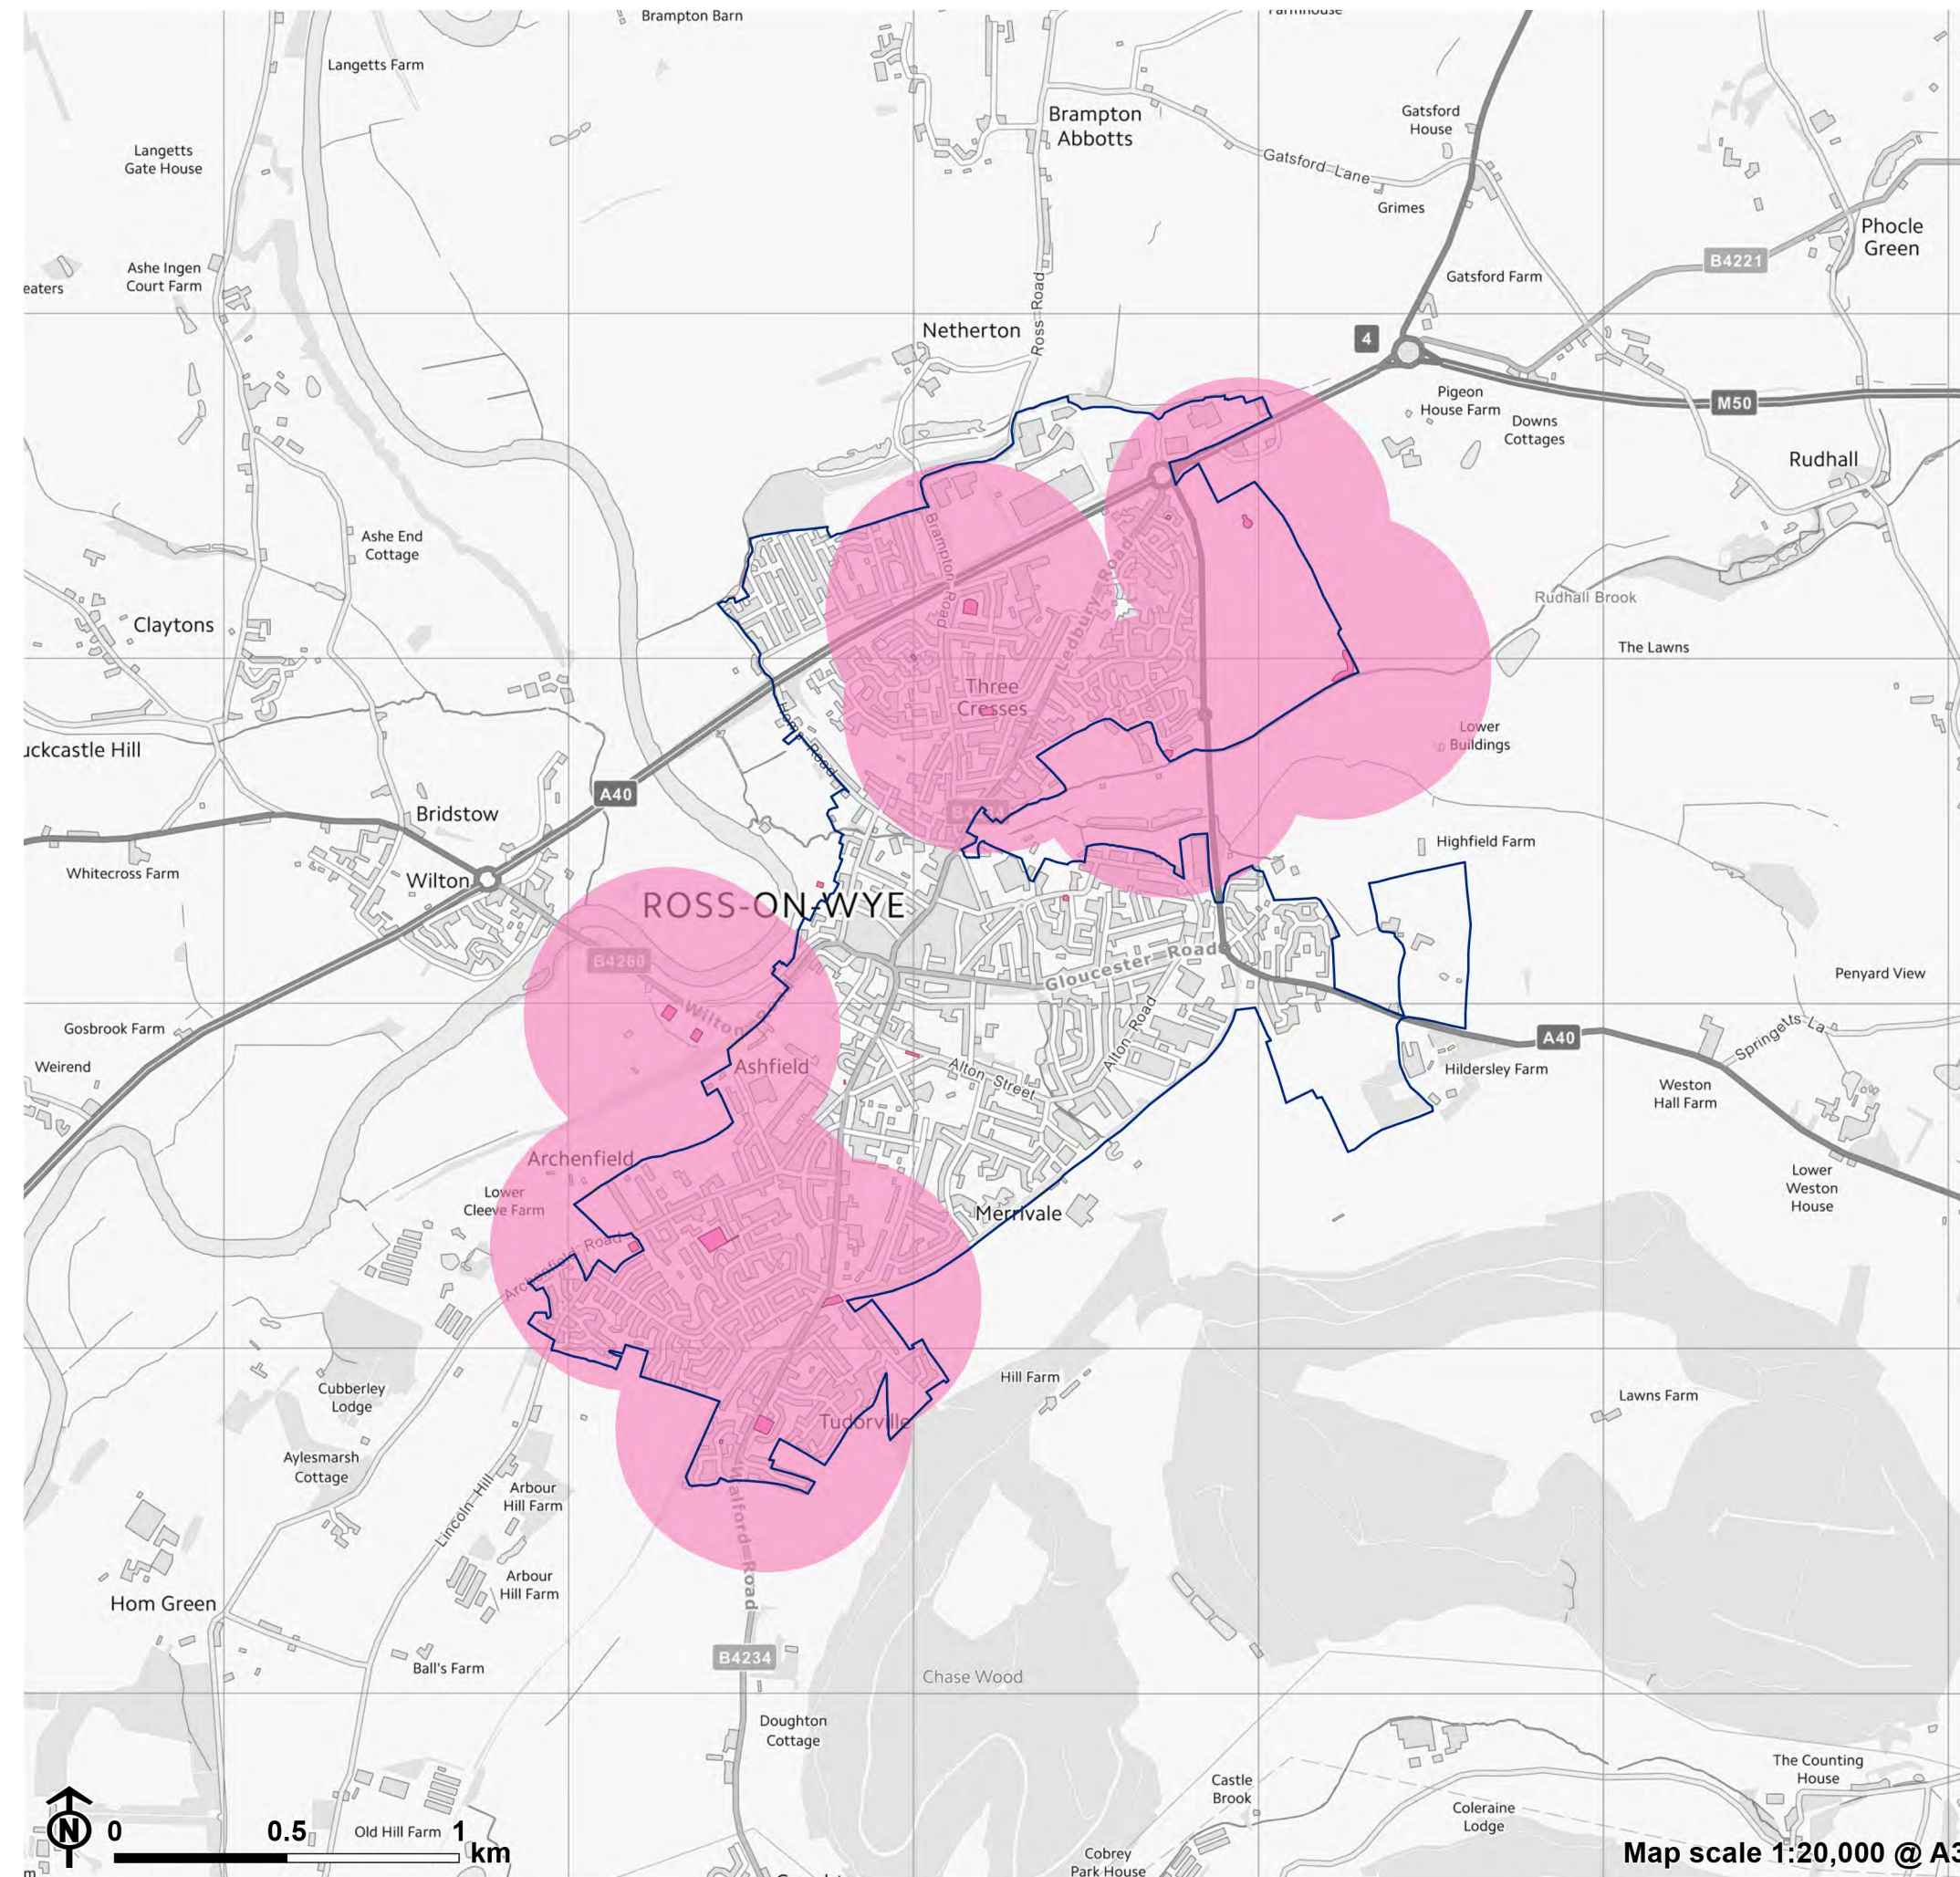 Brampton Barn
Langetts Farm
Langetts
Gate House
Brampton
Abbotts
Gatsford
House
Gatsford Lane
Grimes
Phocle
Green
B4221
Gatsford Farm
Ashe Ingen
Court Farm
eaters
Ross Road
Netherton
4
Pigeon
House Farm
M50
Downs
Cottages
Rudhall
Ashe End
Cottage
Brampton Road
Ledbury Road
Rudhall Brook
Claytons
The Lawns
Three
Crosses
Lower
Buildings
uckcastle Hill
A40
Bridstow
Highfield Farm
Whitecross Farm
Wilton
ROSS-ON-WYE
B4260
Gloucester Road
Penyard View
Gosbrook Farm
Weirend
Ashfield
Alton Street
Alton Road
A40
Springetts La
Hildersley Farm
Weston
Hall Farm
Archenfield
Lower
Cleeve Farm
Lower
Weston
House
Merrivale
Archenfield Road
Cubberley
Lodge
Hill Farm
Lawns Farm
Tudorville
Aylesmarsh
Cottage
Lincoln Hill
Walford Road
Arbour
Hill Farm
Arbour
Hill Farm
Hom Green
B4234
Ball's Farm
Chase Wood
Doughton
Cottage
The Counting
House
Castle
Brook
Coleraine
Lodge
Old Hill Farm
Cobrey
Park House
N
0 0.5 1
km
Map scale 1:20,000 @ A3